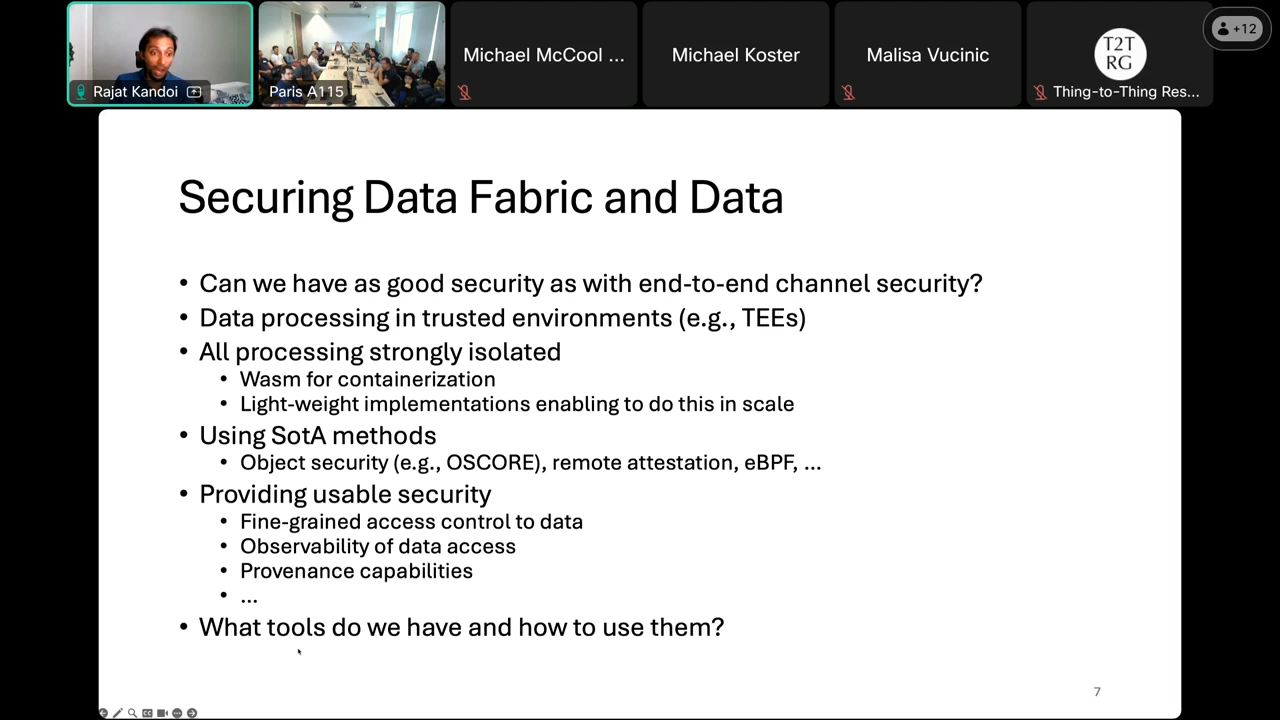 Rajat Kandoi
Paris A115
Michael McCool ...
Michael Koster
Malisa Vucinic
T2T
RG
Thing-to-Thing Res...
+12
Securing Data Fabric and Data
• Can we have as good security as with end-to-end channel security?
• Data processing in trusted environments (e.g., TEEs)
• All processing strongly isolated
• Wasm for containerization
• Light-weight implementations enabling to do this in scale
• Using SotA methods
• Object security (e.g., OSCORE), remote attestation, eBPF, ...
• Providing usable security
• Fine-grained access control to data
• Observability of data access
• Provenance capabilities
• ...
• What tools do we have and how to use them?
7